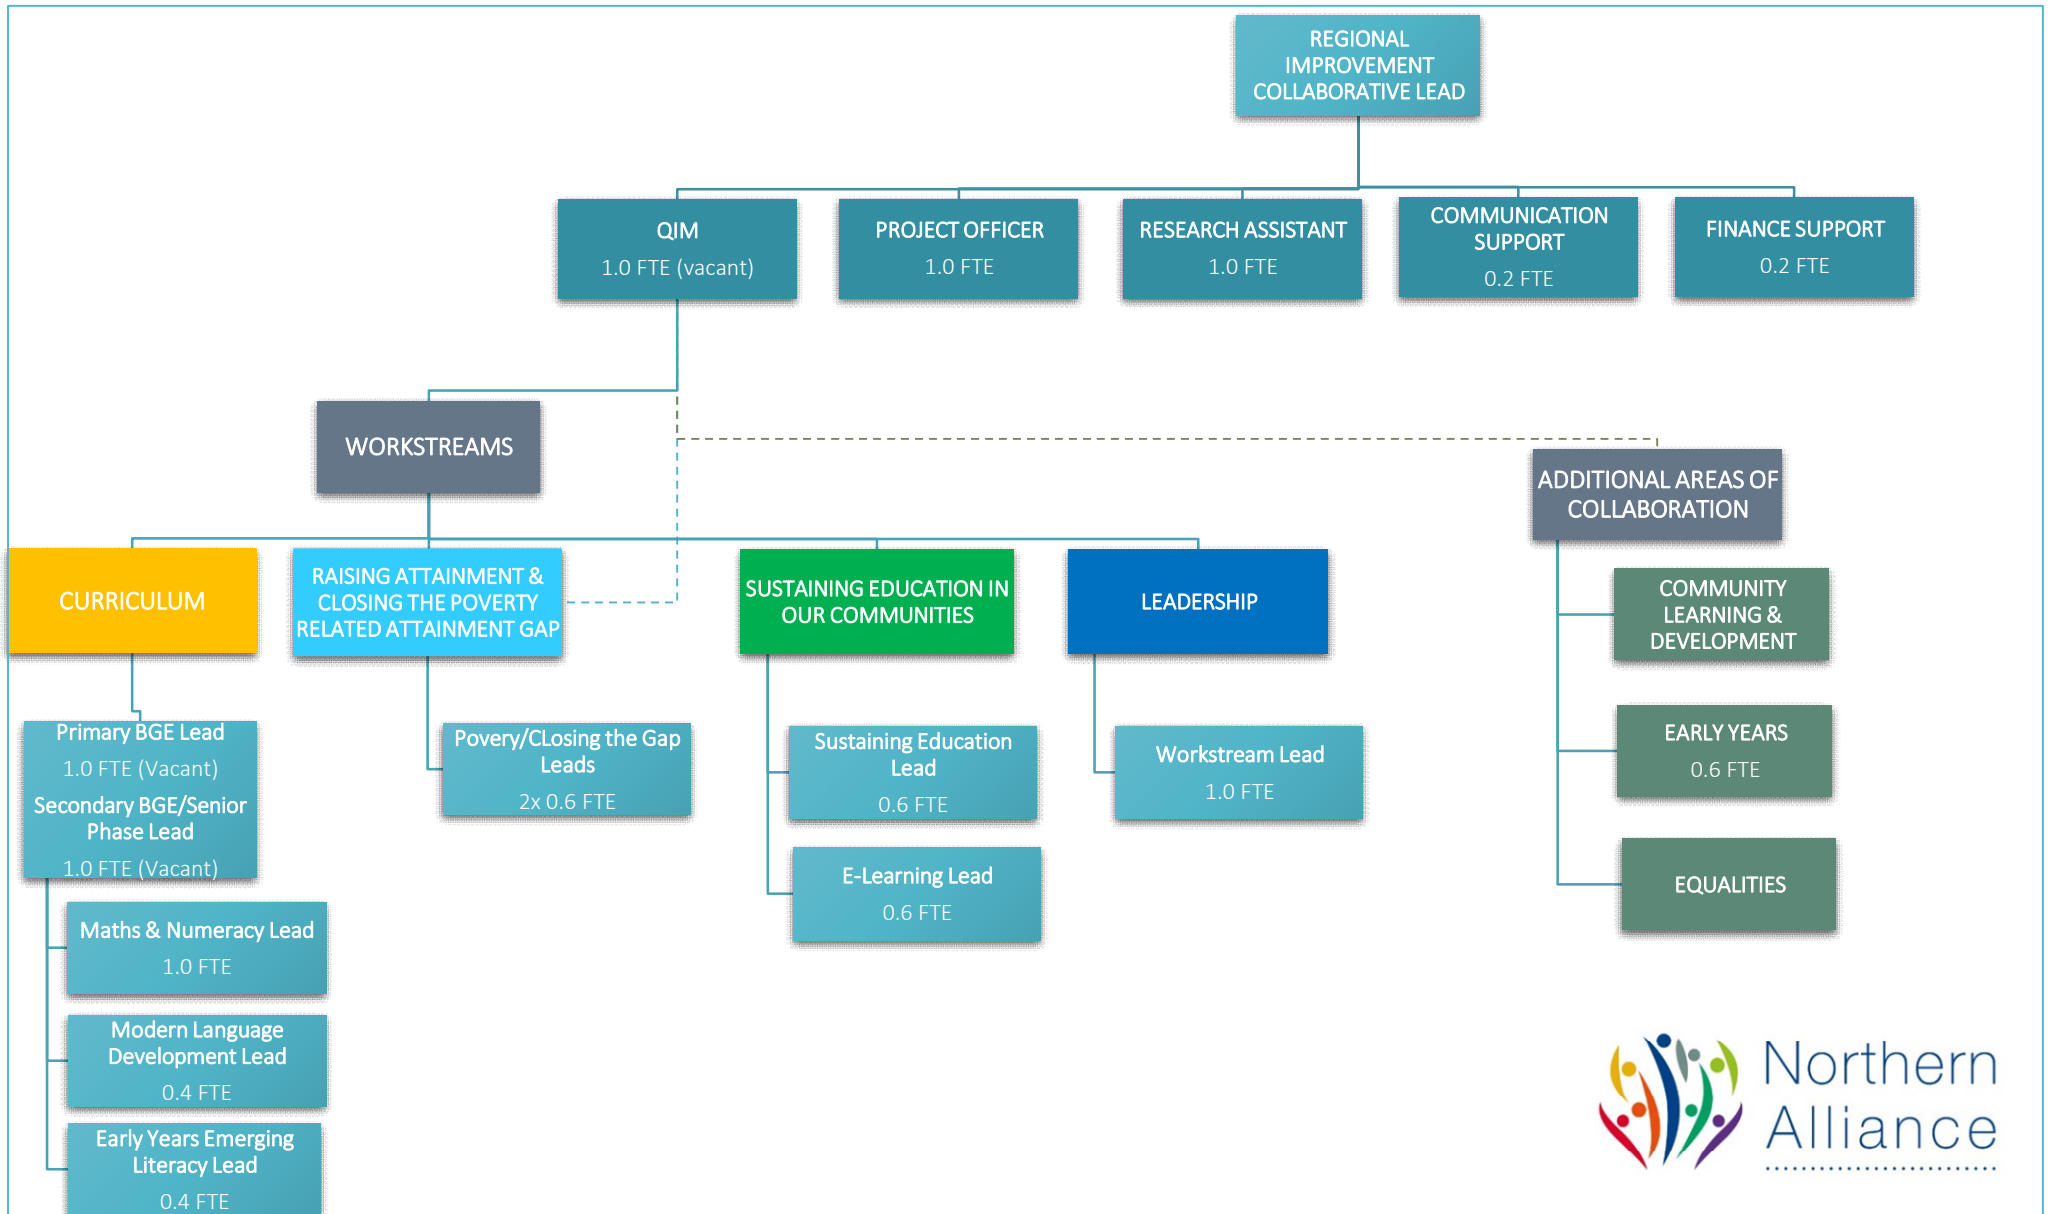 REGIONAL
IMPROVEMENT
COLLABORATIVE LEAD
QIM
1.0 FTE (vacant)
PROJECT OFFICER
1.0 FTE
RESEARCH ASSISTANT
1.0 FTE
COMMUNICATION
SUPPORT
0.2 FTE
FINANCE SUPPORT
0.2 FTE
WORKSTREAMS
ADDITIONAL AREAS OF
COLLABORATION
CURRICULUM
RAISING ATTAINMENT &
CLOSING THE POVERTY
RELATED ATTAINMENT GAP
SUSTAINING EDUCATION IN
OUR COMMUNITIES
LEADERSHIP
COMMUNITY
LEARNING &
DEVELOPMENT
EARLY YEARS
0.6 FTE
EQUALITIES
Primary BGE Lead
1.0 FTE (Vacant)
Secondary BGE/Senior
Phase Lead
1.0 FTE (Vacant)
Maths & Numeracy Lead
1.0 FTE
Modern Language
Development Lead
0.4 FTE
Early Years Emerging
Literacy Lead
0.4 FTE
Povery/CLosing the Gap
Leads
2x 0.6 FTE
Sustaining Education
Lead
0.6 FTE
E-Learning Lead
0.6 FTE
Workstream Lead
1.0 FTE
Northern
Alliance